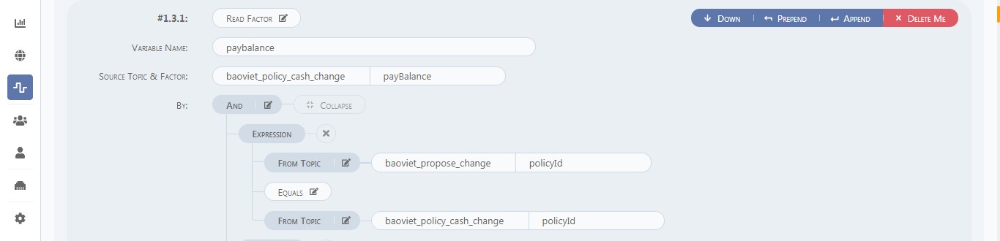 #1.3.1: Read Factor Down Prepend Append Delete Me
Variable Name: paybalance
Source Topic & Factor: baoviet_policy_cash_change payBalance
By: And Collapse
Expression
From Topic baoviet_propose_change policyId
Equals
From Topic baoviet_policy_cash_change policyId